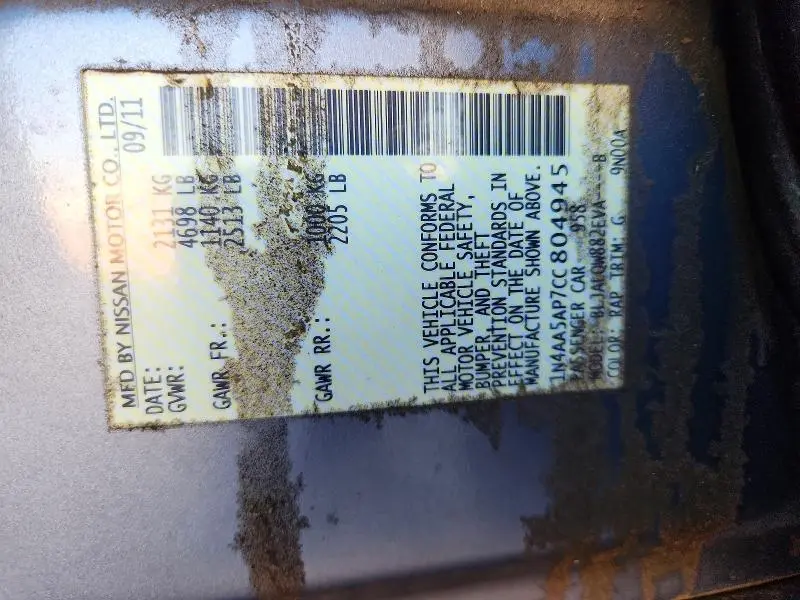 MFD BY NISSAN MOTOR CO., LTD.
DATE: 09/11
GVWR: 2131 KG
4698 LB
GAWR FR.: 1140 KG
2513 LB
GAWR RR.: 1000 KG
2205 LB
THIS VEHICLE CONFORMS TO
ALL APPLICABLE FEDERAL
MOTOR VEHICLE SAFETY,
BUMPER, AND THEFT
PREVENTION STANDARDS IN
EFFECT ON THE DATE OF
MANUFACTURE SHOWN ABOVE.
1N4AA5AP7CC804945
PASSENGER CAR 958
MODEL: B
COLOR: RAP TRIM: G 9N00A